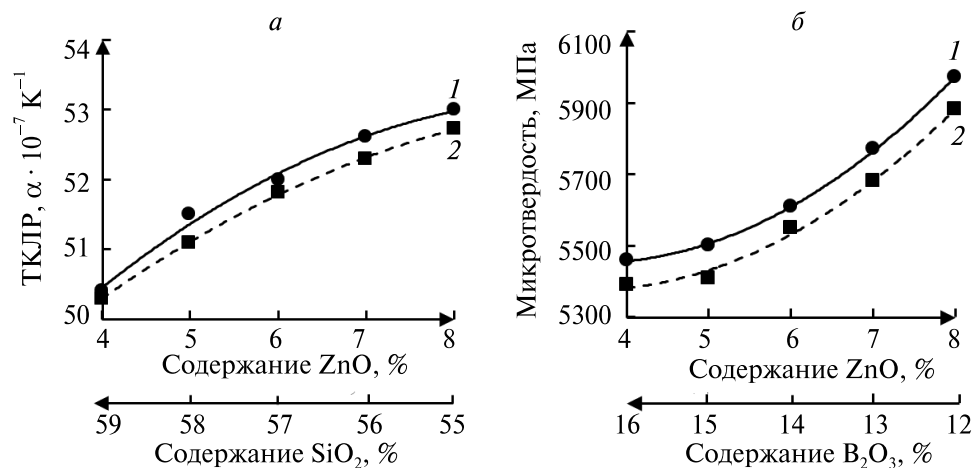 а
ТКЛР, α · 10⁻⁷ К⁻¹
54
53
52
51
50
1
2
4 5 6 7 8
Содержание ZnO, %
59 58 57 56 55
Содержание SiO₂, %
б
Микротвердость, МПа
6100
5900
5700
5500
5300
1
2
4 5 6 7 8
Содержание ZnO, %
16 15 14 13 12
Содержание B₂O₃, %